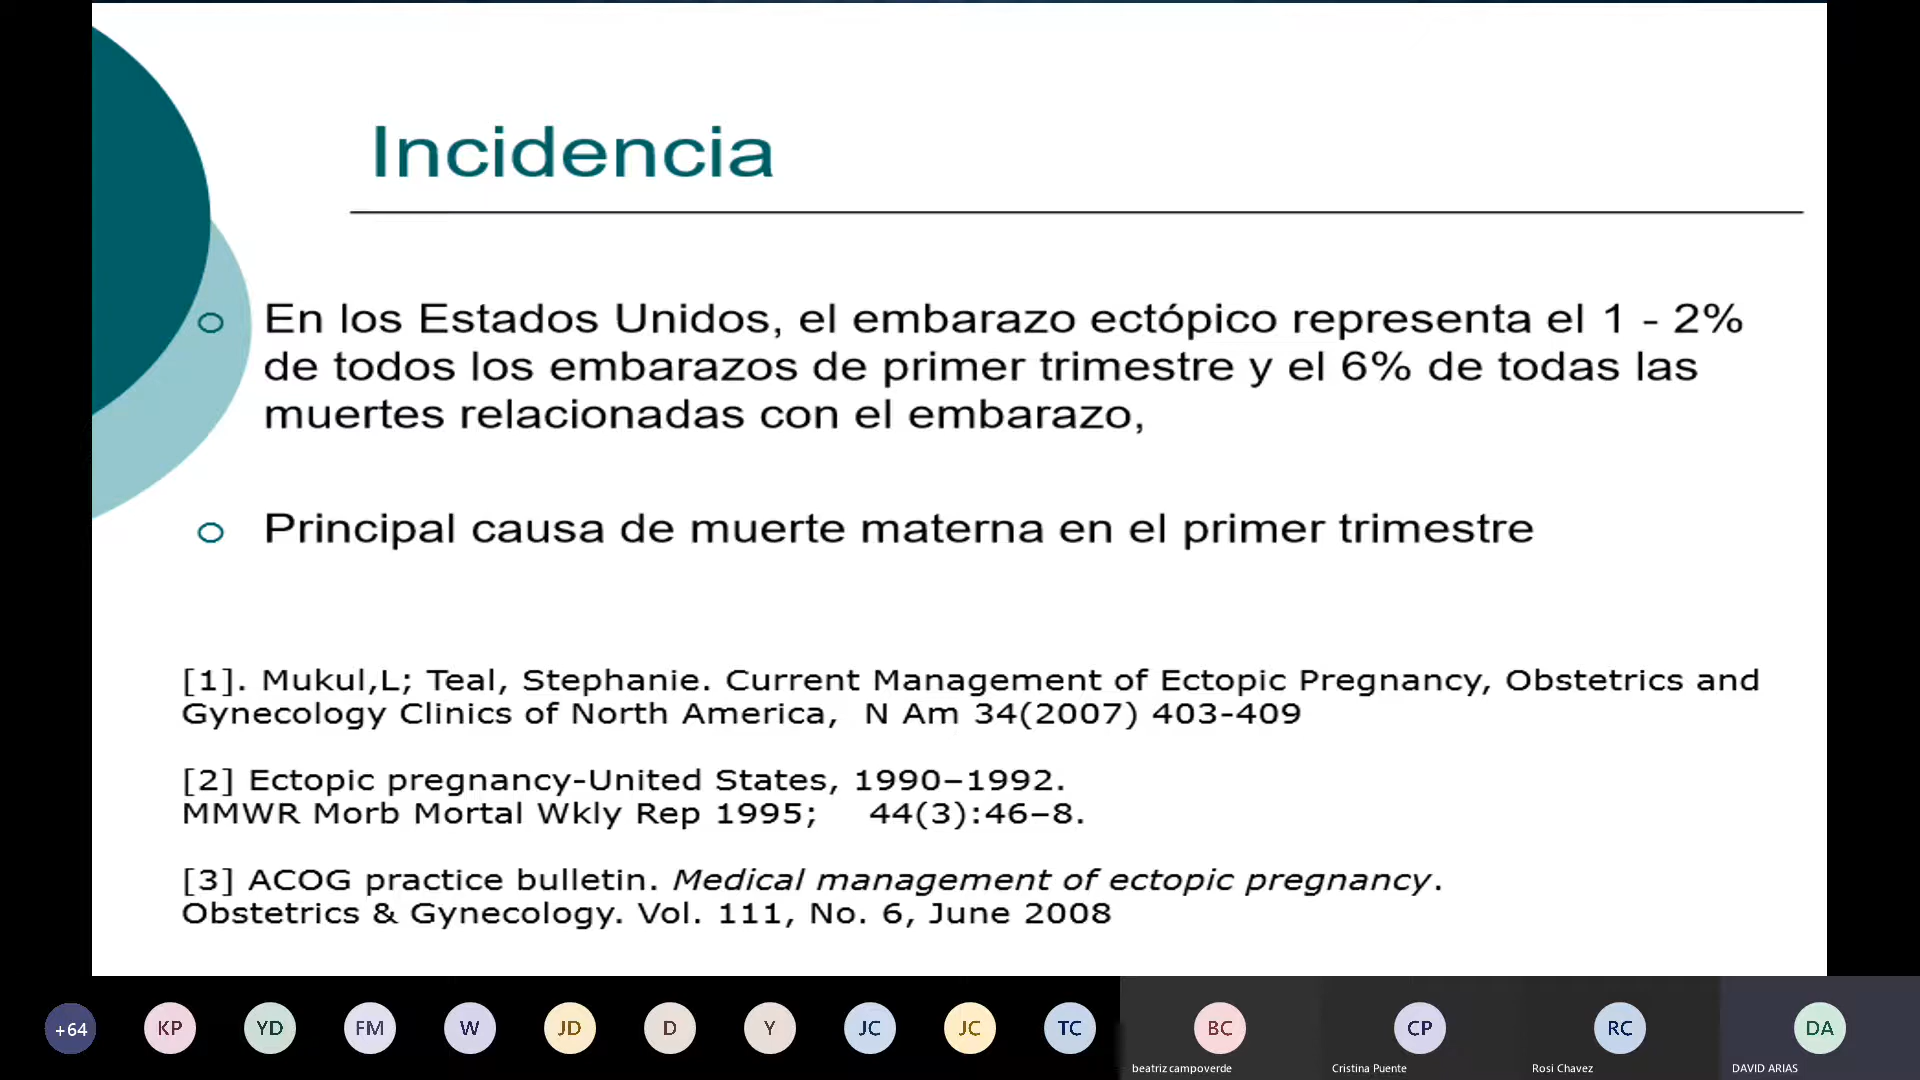 Incidencia
En los Estados Unidos, el embarazo ectópico representa el 1 - 2%
de todos los embarazos de primer trimestre y el 6% de todas las
muertes relacionadas con el embarazo,
Principal causa de muerte materna en el primer trimestre
[1]. Mukul,L; Teal, Stephanie. Current Management of Ectopic Pregnancy, Obstetrics and
Gynecology Clinics of North America, N Am 34(2007) 403-409
[2] Ectopic pregnancy-United States, 1990–1992.
MMWR Morb Mortal Wkly Rep 1995; 44(3):46–8.
[3] ACOG practice bulletin. Medical management of ectopic pregnancy.
Obstetrics & Gynecology. Vol. 111, No. 6, June 2008
+64 KP YD FM W JD D Y JC JC TC BC CP RC DA
beatriz campoverde Cristina Puente Rosi Chavez DAVID ARIAS